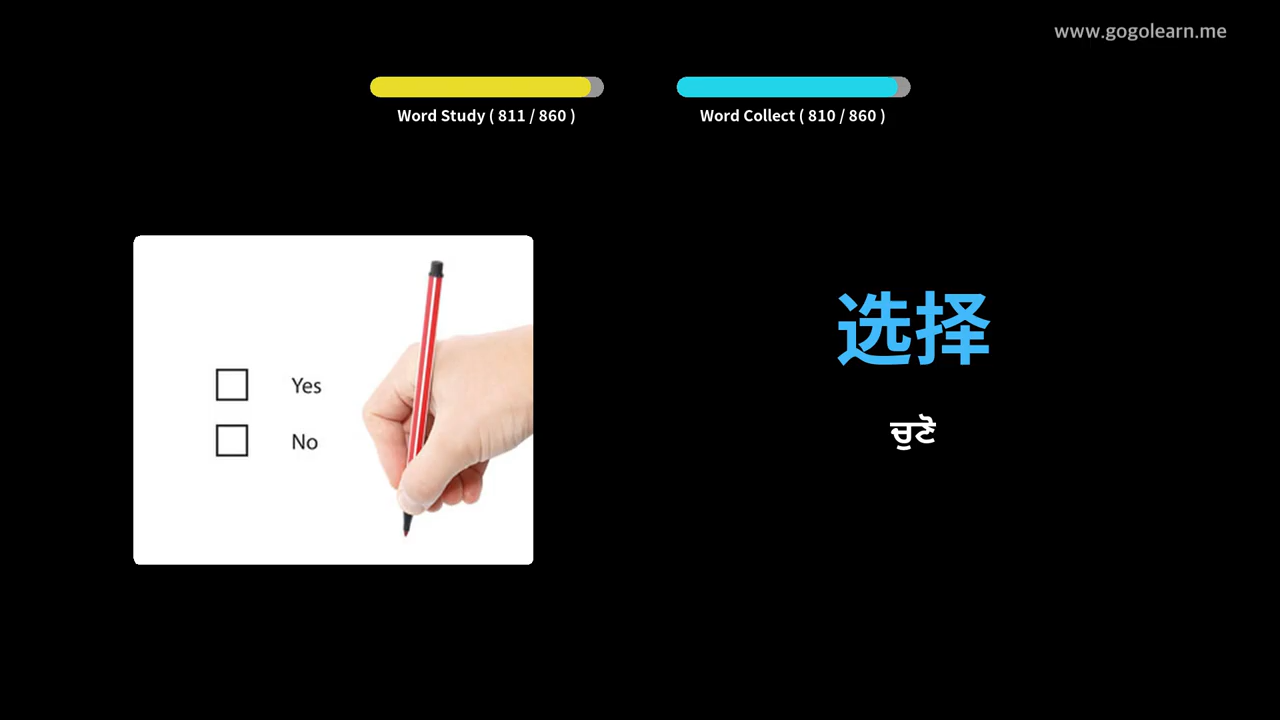 www.gogolearn.me
Word Study ( 811 / 860 )
Word Collect ( 810 / 860 )
Yes
No
选择
ਚੁਣੋ